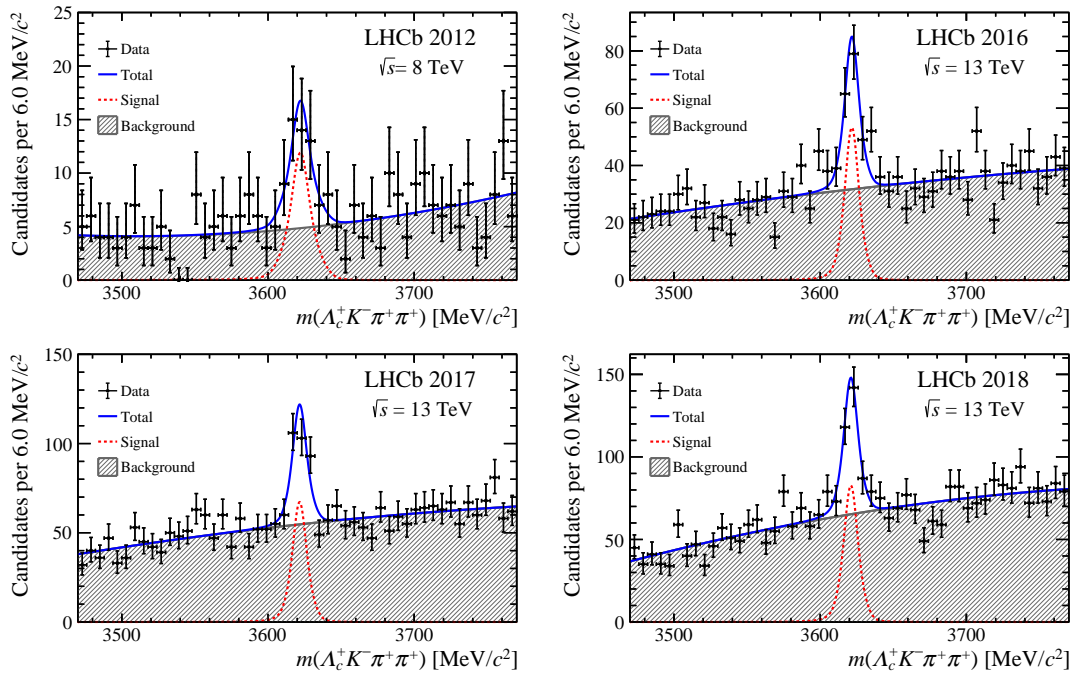 Candidates per 6.0 MeV/c²
25
20
15
10
5
0
Data
Total
Signal
Background
LHCb 2012
√s= 8 TeV
3500 3600 3700
m(Λc⁺K⁻π⁺π⁺) [MeV/c²]
Candidates per 6.0 MeV/c²
80
60
40
20
0
Data
Total
Signal
Background
LHCb 2016
√s = 13 TeV
3500 3600 3700
m(Λc⁺K⁻π⁺π⁺) [MeV/c²]
Candidates per 6.0 MeV/c²
150
100
50
0
Data
Total
Signal
Background
LHCb 2017
√s = 13 TeV
3500 3600 3700
m(Λc⁺K⁻π⁺π⁺) [MeV/c²]
Candidates per 6.0 MeV/c²
150
100
50
0
Data
Total
Signal
Background
LHCb 2018
√s = 13 TeV
3500 3600 3700
m(Λc⁺K⁻π⁺π⁺) [MeV/c²]